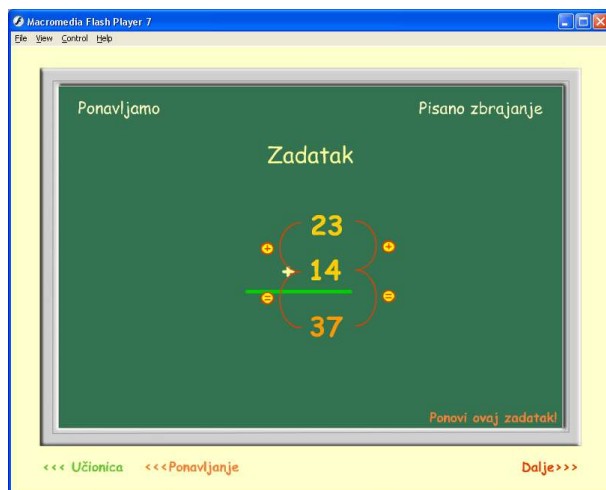 Macromedia Flash Player 7
File View Control Help
Ponavljamo
Pisano zbrajanje
Zadatak
23
+
+
+ 14
=
=
37
Ponovi ovaj zadatak!
<<< Učionica <<<Ponavljanje Dalje>>>